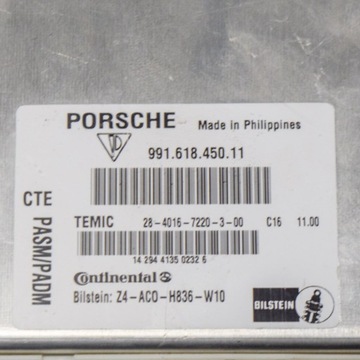 PORSCHE Made in Philippines
991.618.450.11
CTE
PASM/PADM
TEMIC 28-4016-7220-3-00 C16 11.00
14 294 4135 0232 6
Continental
Bilstein: Z4-ACO-H836-W10
BILSTEIN